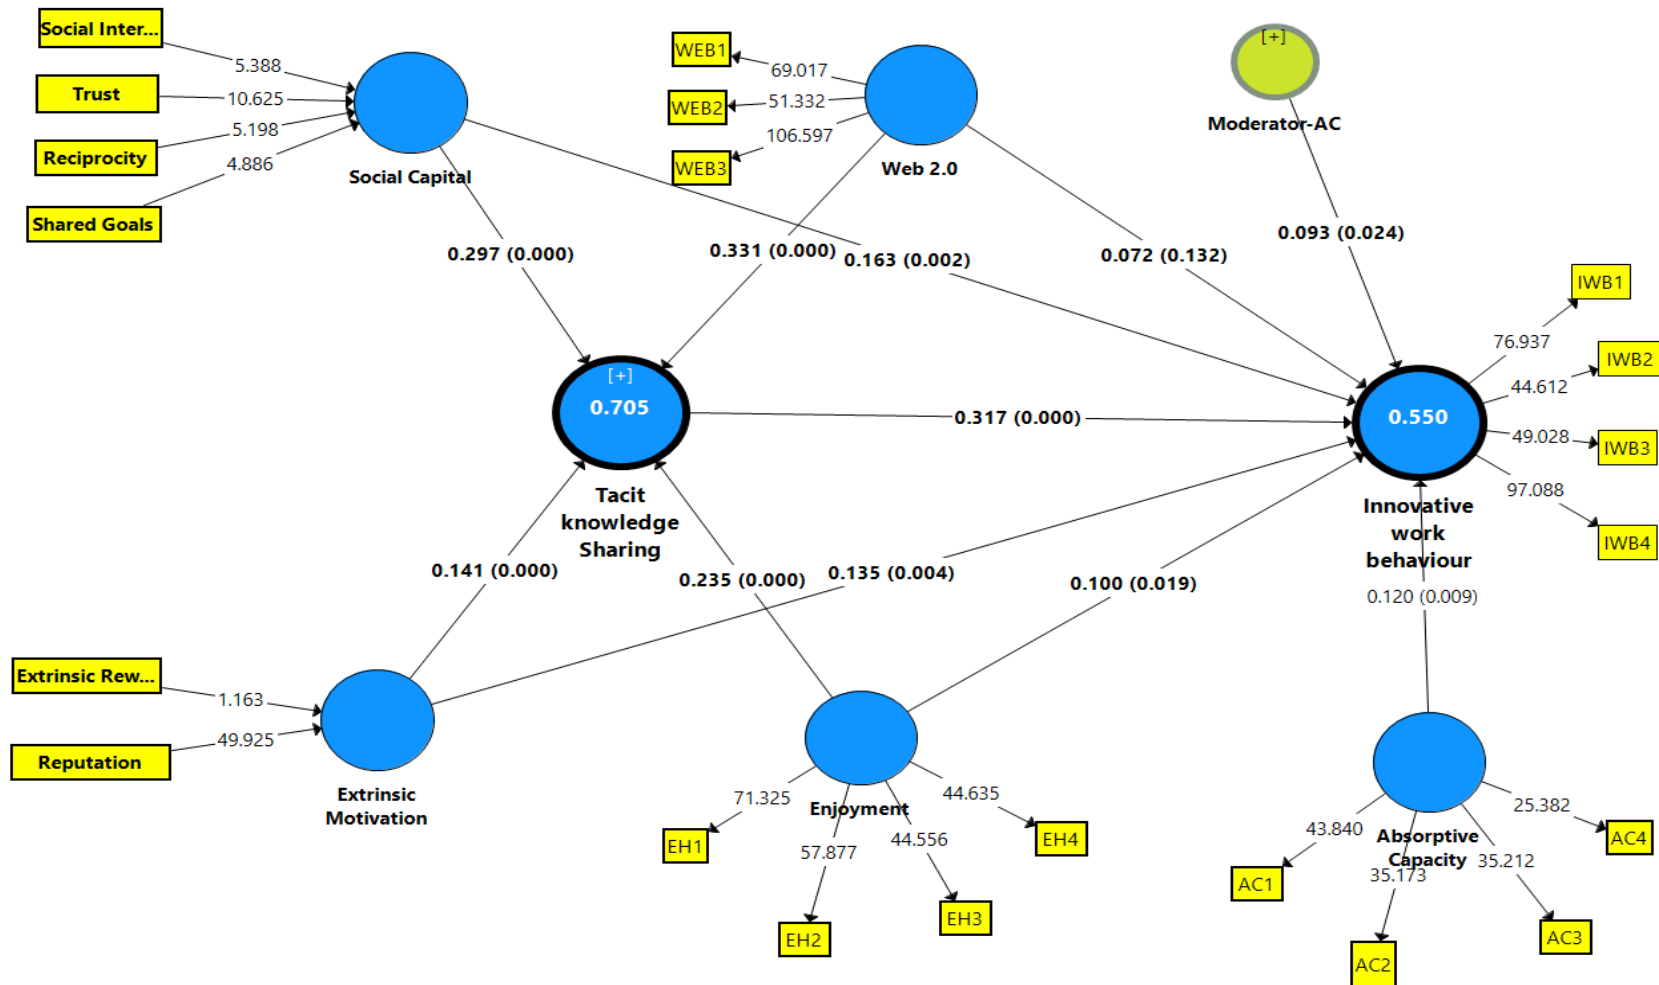 Social Inter...
5.388
Trust
10.625
Reciprocity
5.198
4.886
Shared Goals
Social Capital
WEB1
69.017
WEB2
51.332
WEB3
106.597
Web 2.0
[+]
Moderator-AC
0.297 (0.000)
0.331 (0.000)
0.163 (0.002)
0.072 (0.132)
0.093 (0.024)
[+]
0.705
Tacit
knowledge
Sharing
0.317 (0.000)
0.550
Innovative
work
behaviour
IWB1
76.937
IWB2
44.612
IWB3
49.028
IWB4
97.088
0.141 (0.000)
0.235 (0.000)
0.135 (0.004)
0.100 (0.019)
0.120 (0.009)
Extrinsic Rew...
1.163
Reputation
49.925
Extrinsic
Motivation
Enjoyment
71.325
EH1
57.877
EH2
44.556
EH3
44.635
EH4
Absorptive
Capacity
43.840
AC1
35.173
AC2
35.212
AC3
25.382
AC4